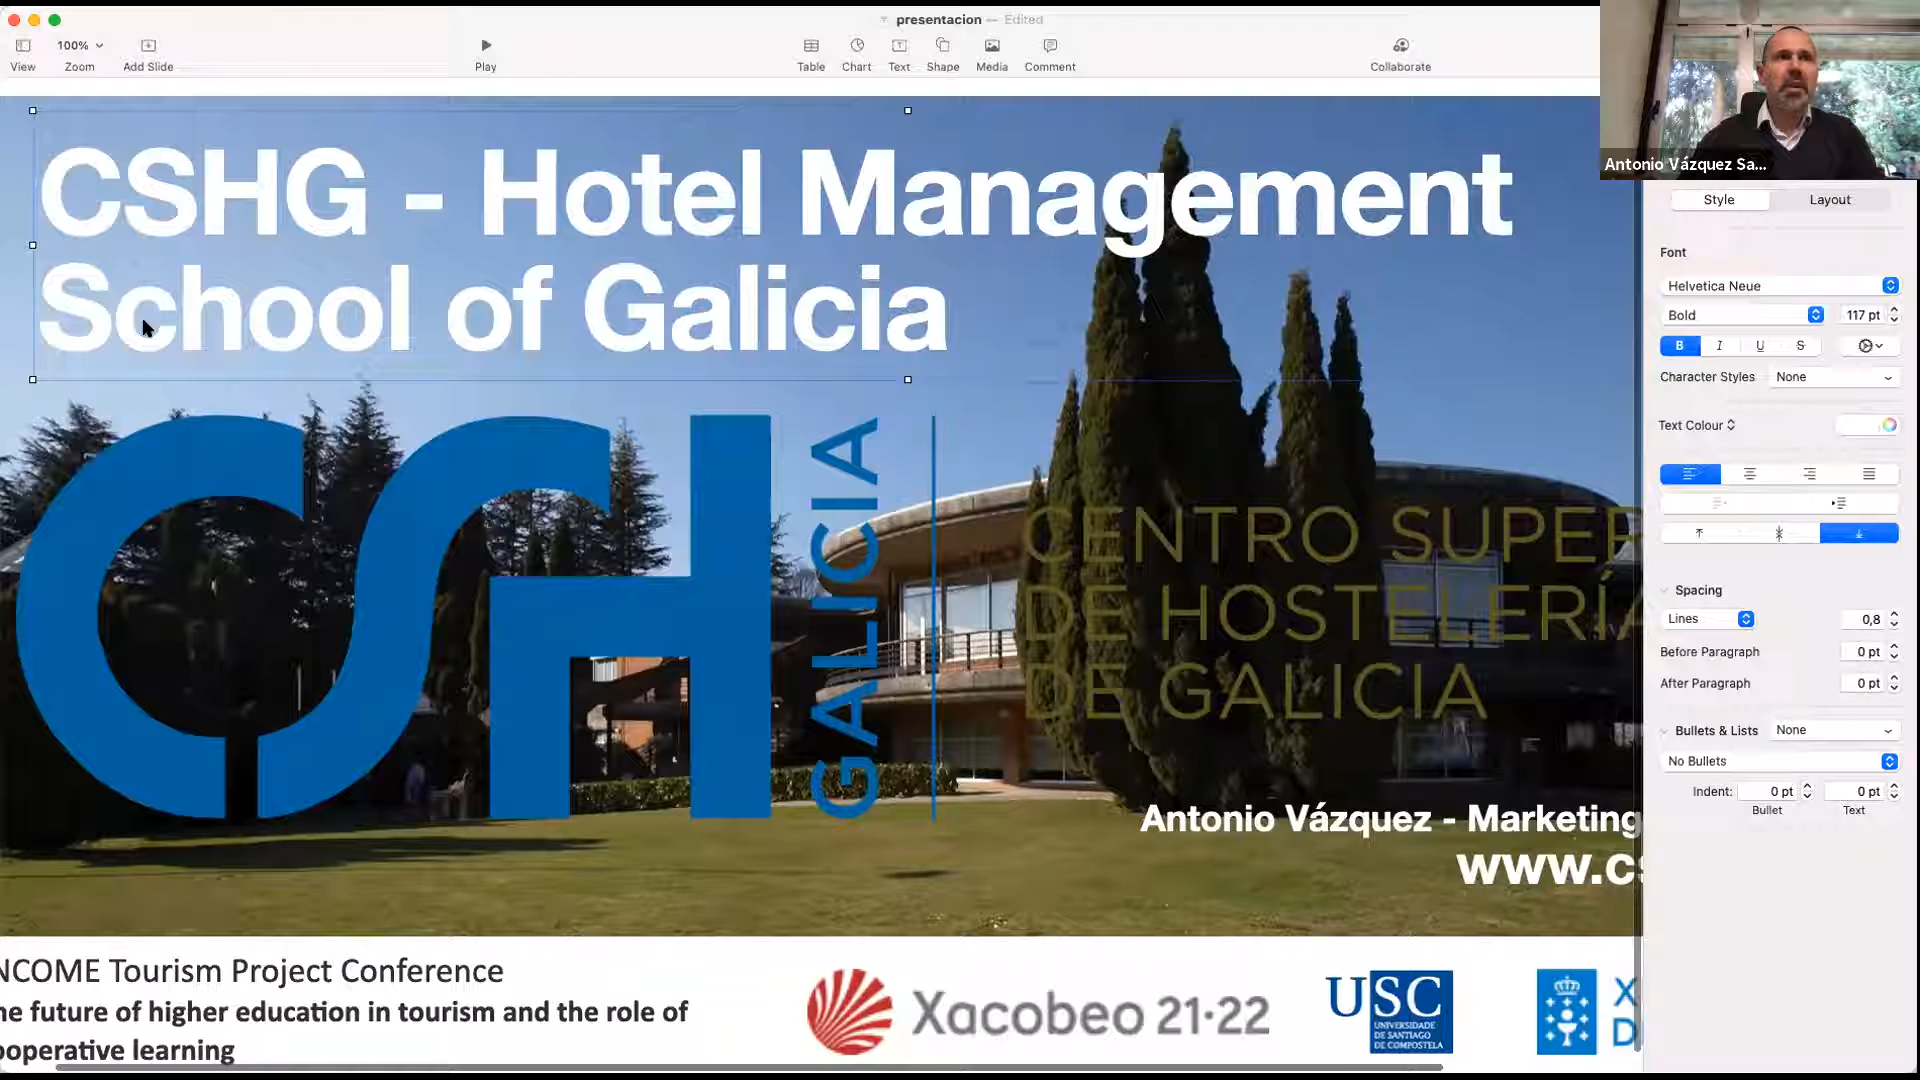 presentacion — Edited
View
100%
Zoom
Add Slide
Play
Table
Chart
Text
Shape
Media
Comment
Collaborate
Antonio Vázquez Sa...
CSHG - Hotel Management
School of Galicia
CSH
GALICIA
CENTRO SUPER
DE HOSTELERÍA
DE GALICIA
Antonio Vázquez - Marketing
www.cs
NCOME Tourism Project Conference
he future of higher education in tourism and the role of
ooperative learning
Xacobeo 21·22
USC
UNIVERSIDADE
DE SANTIAGO
DE COMPOSTELA
X
D
Style
Layout
Font
Helvetica Neue
Bold
117 pt
B I U S
Character Styles
None
Text Colour
Spacing
Lines
0,8
Before Paragraph
0 pt
After Paragraph
0 pt
Bullets & Lists
None
No Bullets
Indent:
0 pt
0 pt
Bullet
Text